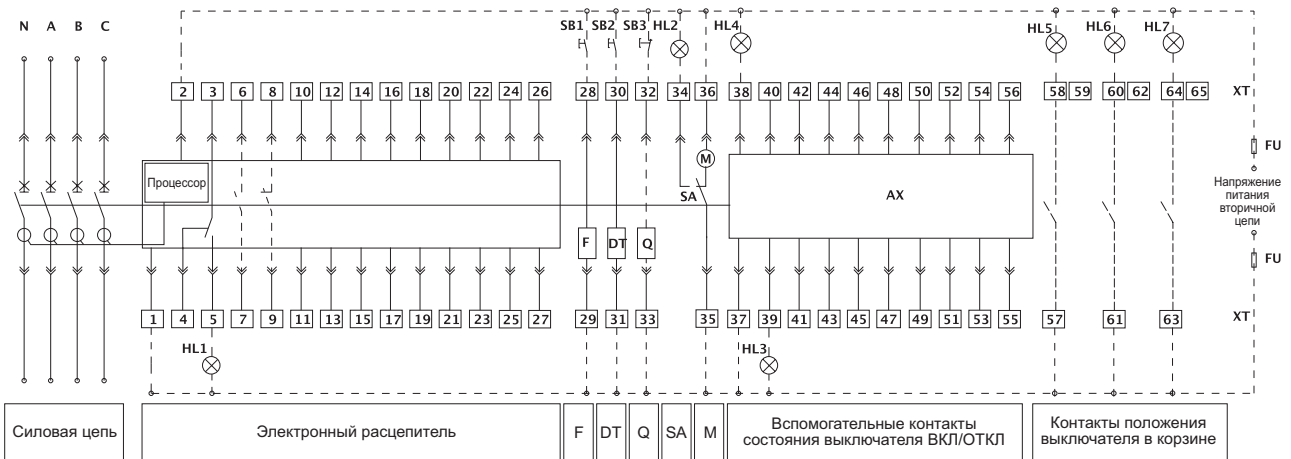 N A B C
SB1 SB2 SB3 HL2 HL4 HL5 HL6 HL7
2 3 6 8 10 12 14 16 18 20 22 24 26 28 30 32 34 36 38 40 42 44 46 48 50 52 54 56 58 59 60 62 64 65 XT
FU
Процессор
M
SA
AX
Напряжение
питания
вторичной
цепи
F DT Q
FU
1 4 5 7 9 11 13 15 17 19 21 23 25 27 29 31 33 35 37 39 41 43 45 47 49 51 53 55 57 61 63 XT
HL1 HL3
Силовая цепь
Электронный расцепитель
F
DT
Q
SA
M
Вспомогательные контакты
состояния выключателя ВКЛ/ОТКЛ
Контакты положения
выключателя в корзине